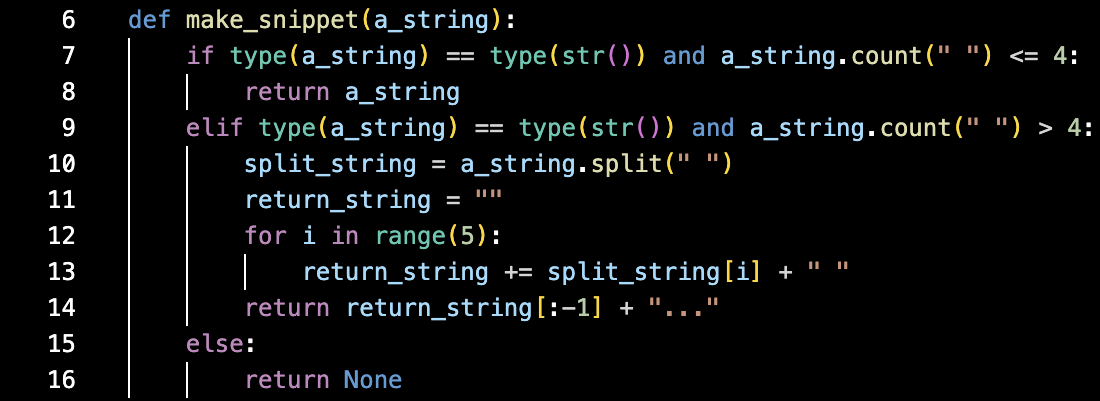 6 def make_snippet(a_string):
7     if type(a_string) == type(str()) and a_string.count(" ") <= 4:
8         return a_string
9     elif type(a_string) == type(str()) and a_string.count(" ") > 4:
10         split_string = a_string.split(" ")
11         return_string = ""
12         for i in range(5):
13             return_string += split_string[i] + " "
14         return return_string[:-1] + "..."
15     else:
16         return None